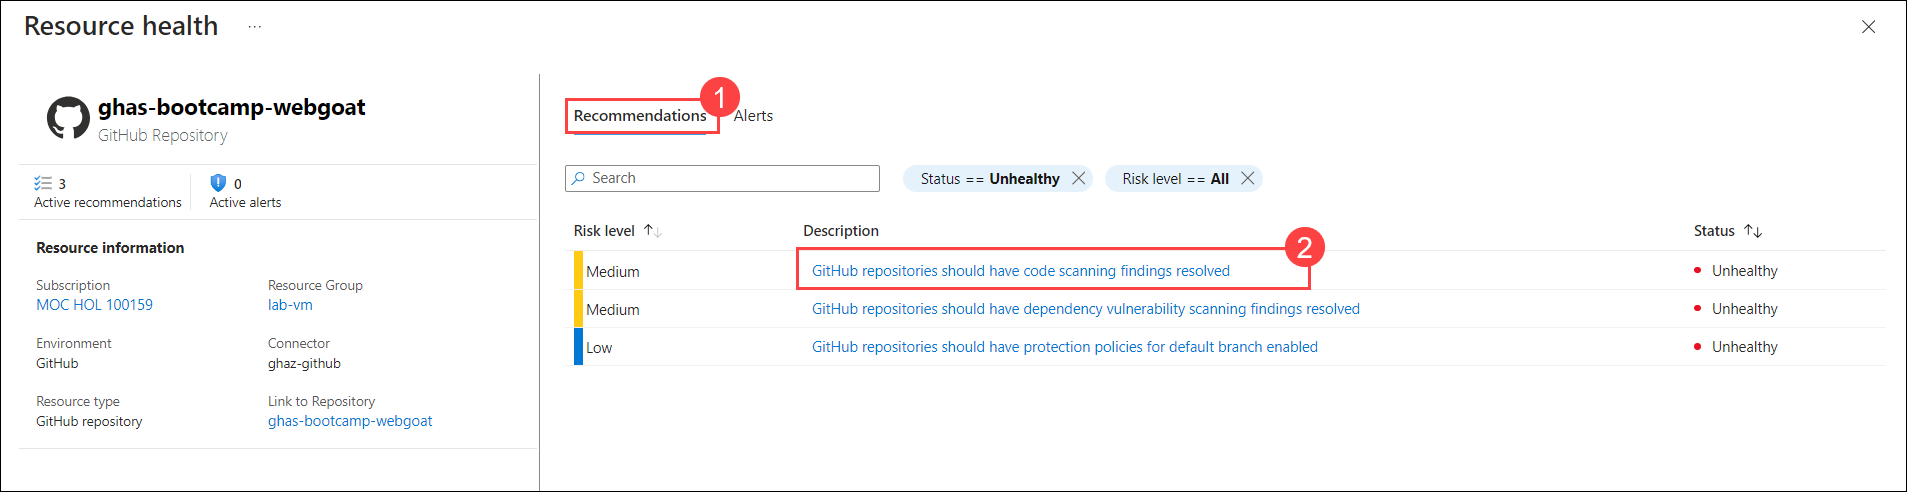 Resource health ...
ghas-bootcamp-webgoat
GitHub Repository
3
Active recommendations
0
Active alerts
Resource information
Subscription
MOC HOL 100159
Resource Group
lab-vm
Environment
GitHub
Connector
ghaz-github
Resource type
GitHub repository
Link to Repository
ghas-bootcamp-webgoat
1
Recommendations Alerts
Search
Status == Unhealthy
Risk level == All
Risk level Description Status
2
Medium GitHub repositories should have code scanning findings resolved Unhealthy
Medium GitHub repositories should have dependency vulnerability scanning findings resolved Unhealthy
Low GitHub repositories should have protection policies for default branch enabled Unhealthy